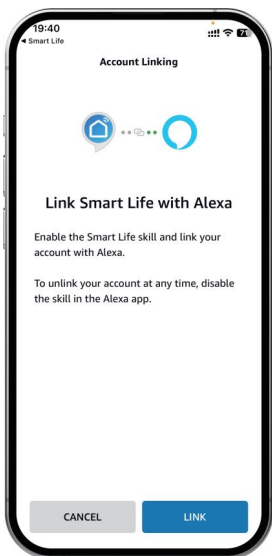 19:40
◀ Smart Life
Account Linking
Link Smart Life with Alexa
Enable the Smart Life skill and link your
account with Alexa.
To unlink your account at any time, disable
the skill in the Alexa app.
CANCEL
LINK